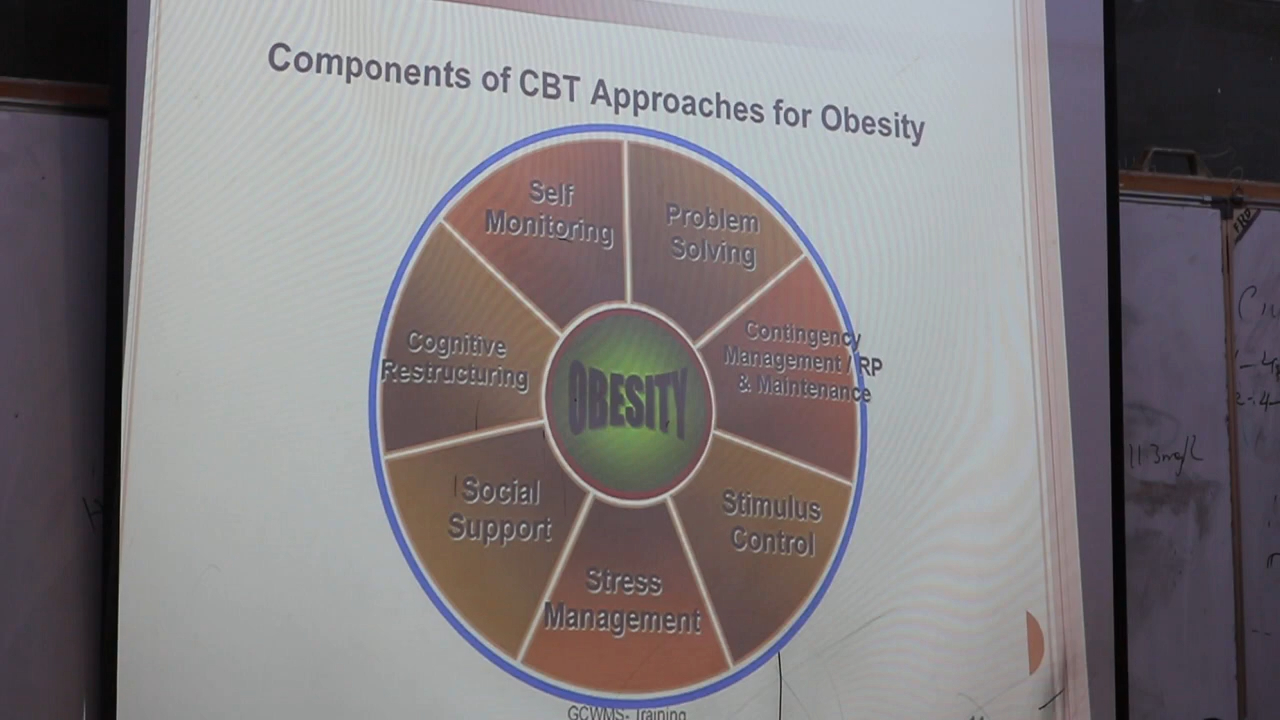 Components of CBT Approaches for Obesity
Self
Monitoring
Problem
Solving
Contingency
Management / RP
& Maintenance
Cognitive
Restructuring
OBESITY
Social
Support
Stimulus
Control
Stress
Management
GCWMS- Training
113mg/L